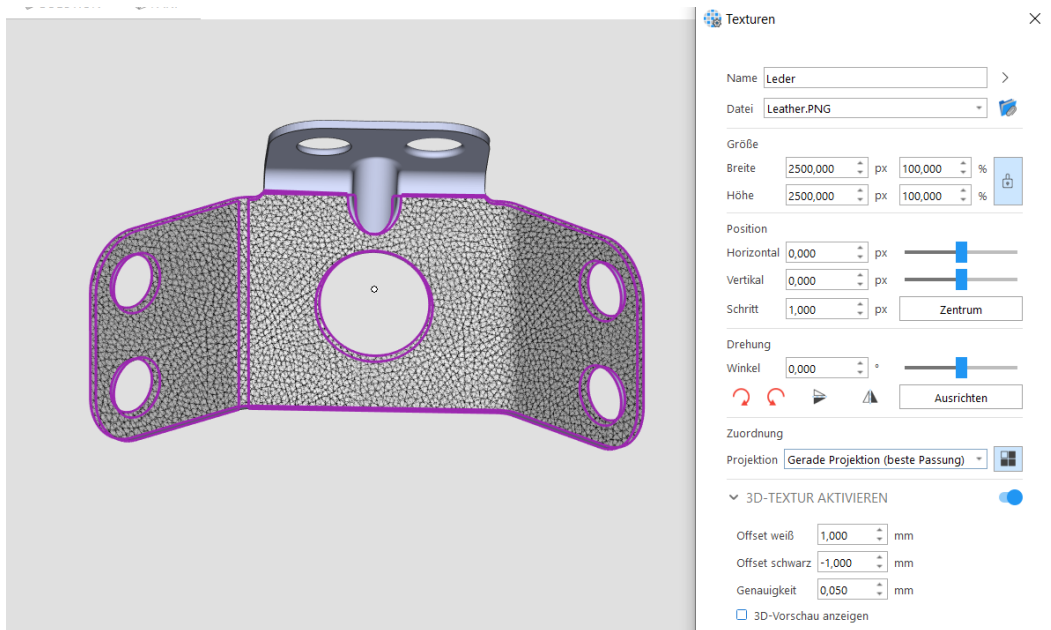 Texturen
Name Leder
Datei Leather.PNG
Größe
Breite 2500,000 px 100,000 %
Höhe 2500,000 px 100,000 %
Position
Horizontal 0,000 px
Vertikal 0,000 px
Schritt 1,000 px Zentrum
Drehung
Winkel 0,000 °
Ausrichten
Zuordnung
Projektion Gerade Projektion (beste Passung)
3D-TEXTUR AKTIVIEREN
Offset weiß 1,000 mm
Offset schwarz -1,000 mm
Genauigkeit 0,050 mm
3D-Vorschau anzeigen